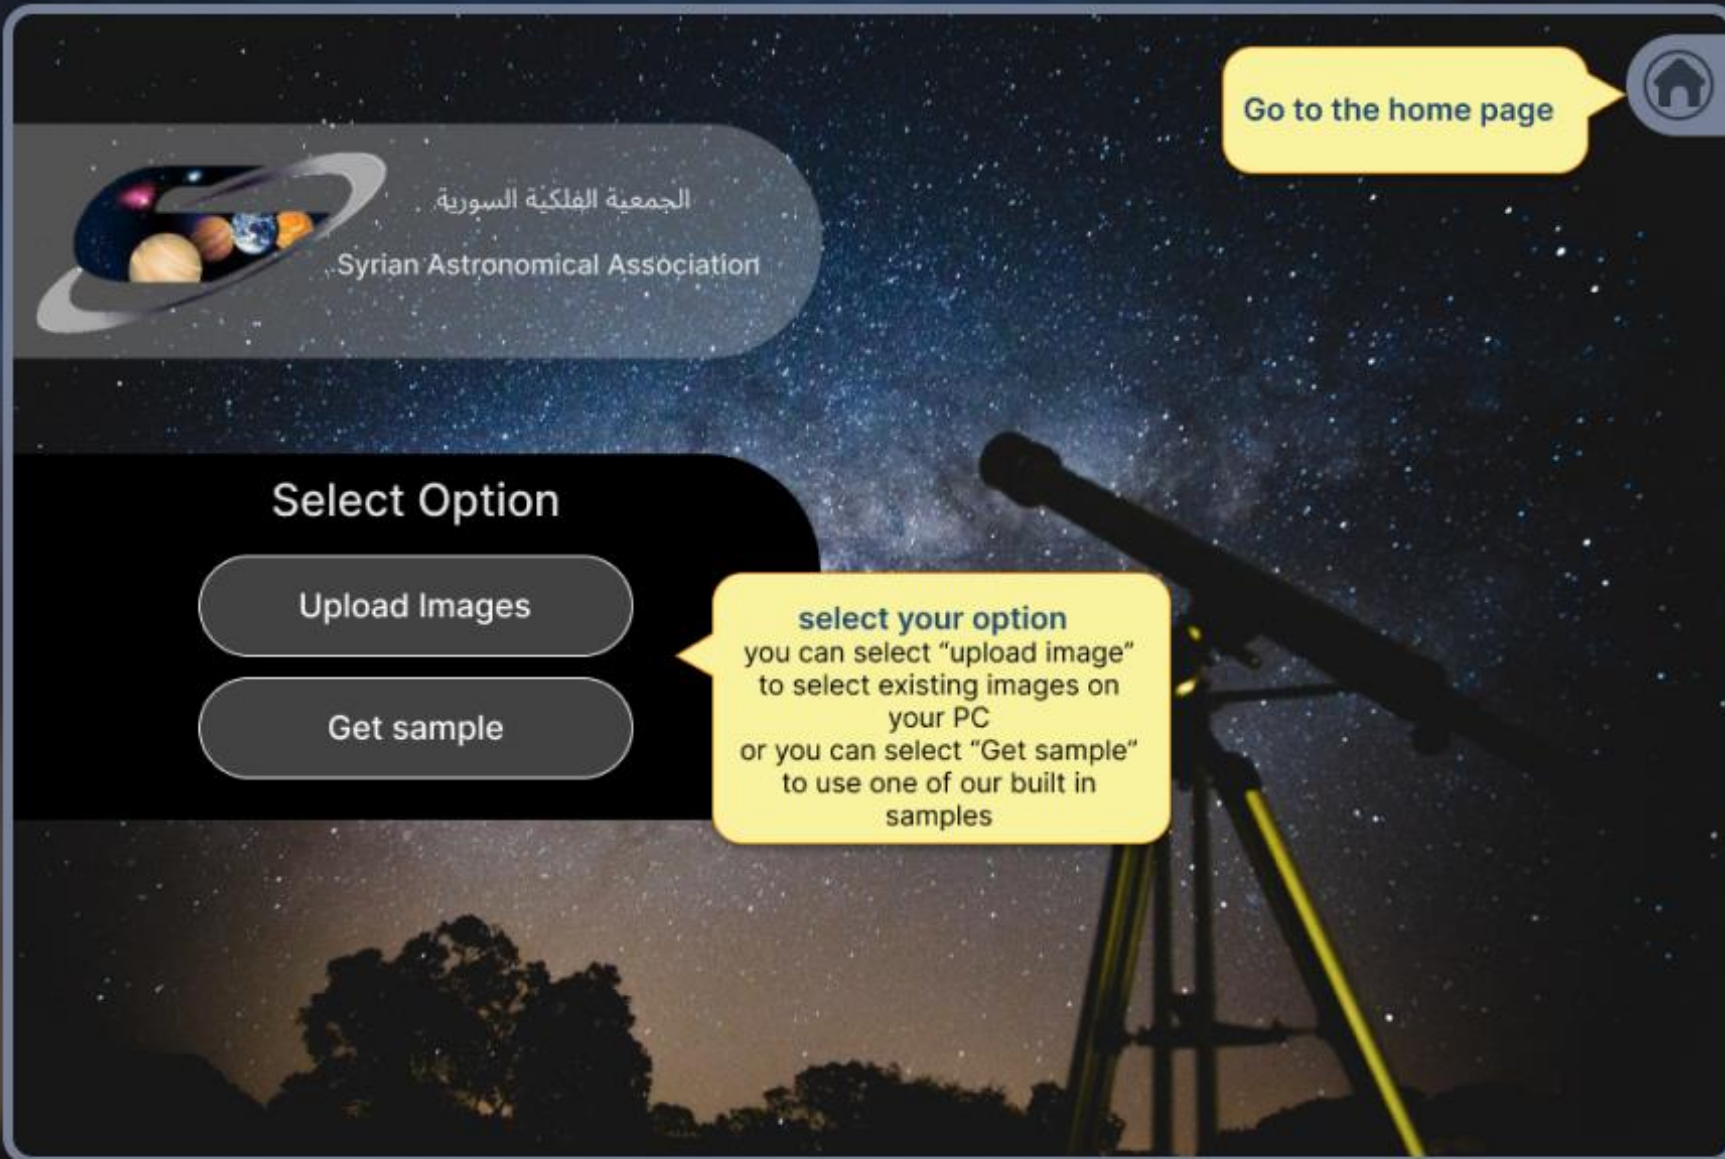 Go to the home page
الجمعية الفلكية السورية
Syrian Astronomical Association
Select Option
Upload Images
Get sample
select your option
you can select “upload image”
to select existing images on
your PC
or you can select “Get sample”
to use one of our built in
samples